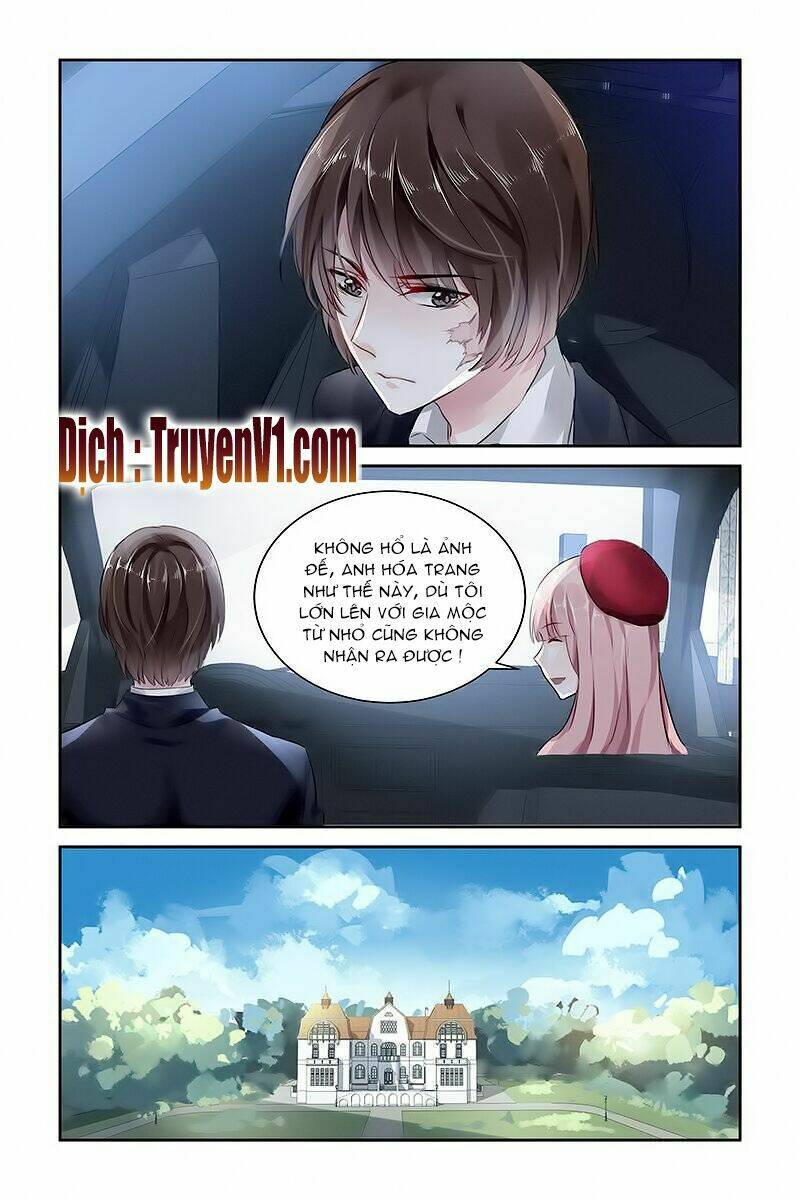 Dịch : TruyenV1.com
KHÔNG HỔ LÀ ẢNH
ĐẾ, ANH HÓA TRANG
NHƯ THẾ NÀY, DÙ TÔI
LỚN LÊN VỚI GIA MỘC
TỪ NHỎ CŨNG KHÔNG
NHẬN RA ĐƯỢC !